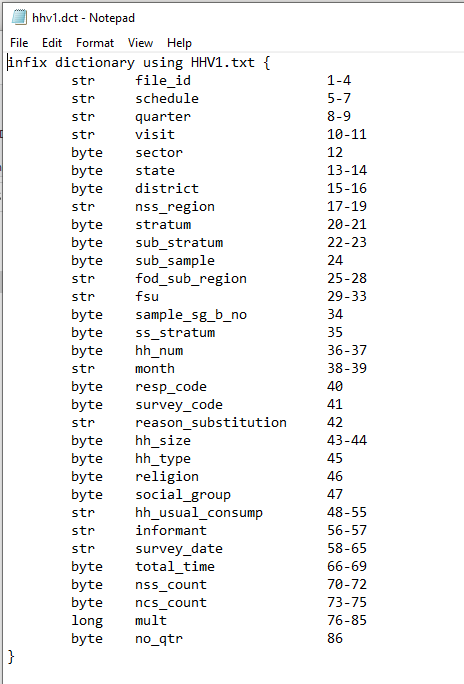 hhv1.dct - Notepad
File Edit Format View Help
infix dictionary using HHV1.txt {
str file_id 1-4
str schedule 5-7
str quarter 8-9
str visit 10-11
byte sector 12
byte state 13-14
byte district 15-16
str nss_region 17-19
byte stratum 20-21
byte sub_stratum 22-23
byte sub_sample 24
str fod_sub_region 25-28
str fsu 29-33
byte sample_sg_b_no 34
byte ss_stratum 35
byte hh_num 36-37
str month 38-39
byte resp_code 40
byte survey_code 41
str reason_substitution 42
byte hh_size 43-44
byte hh_type 45
byte religion 46
byte social_group 47
str hh_usual_consump 48-55
str informant 56-57
str survey_date 58-65
byte total_time 66-69
byte nss_count 70-72
byte ncs_count 73-75
long mult 76-85
byte no_qtr 86
}